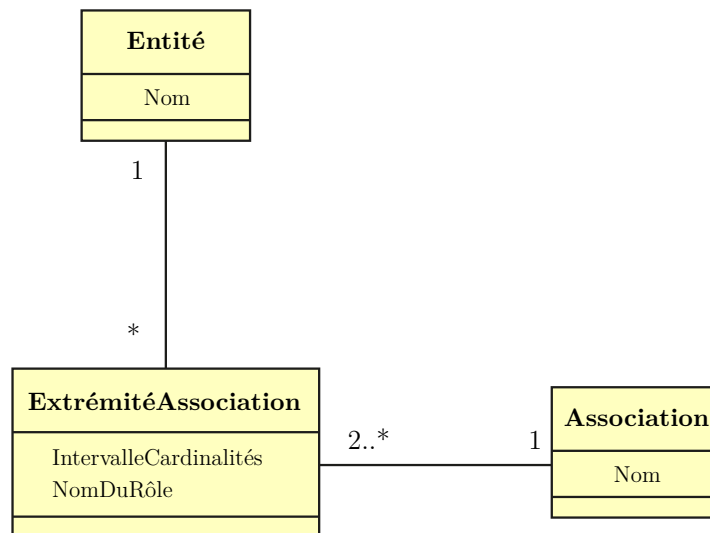 Entité
Nom
1
*
ExtrémitéAssociation
IntervalleCardinalités
NomDuRôle
2..*
1
Association
Nom